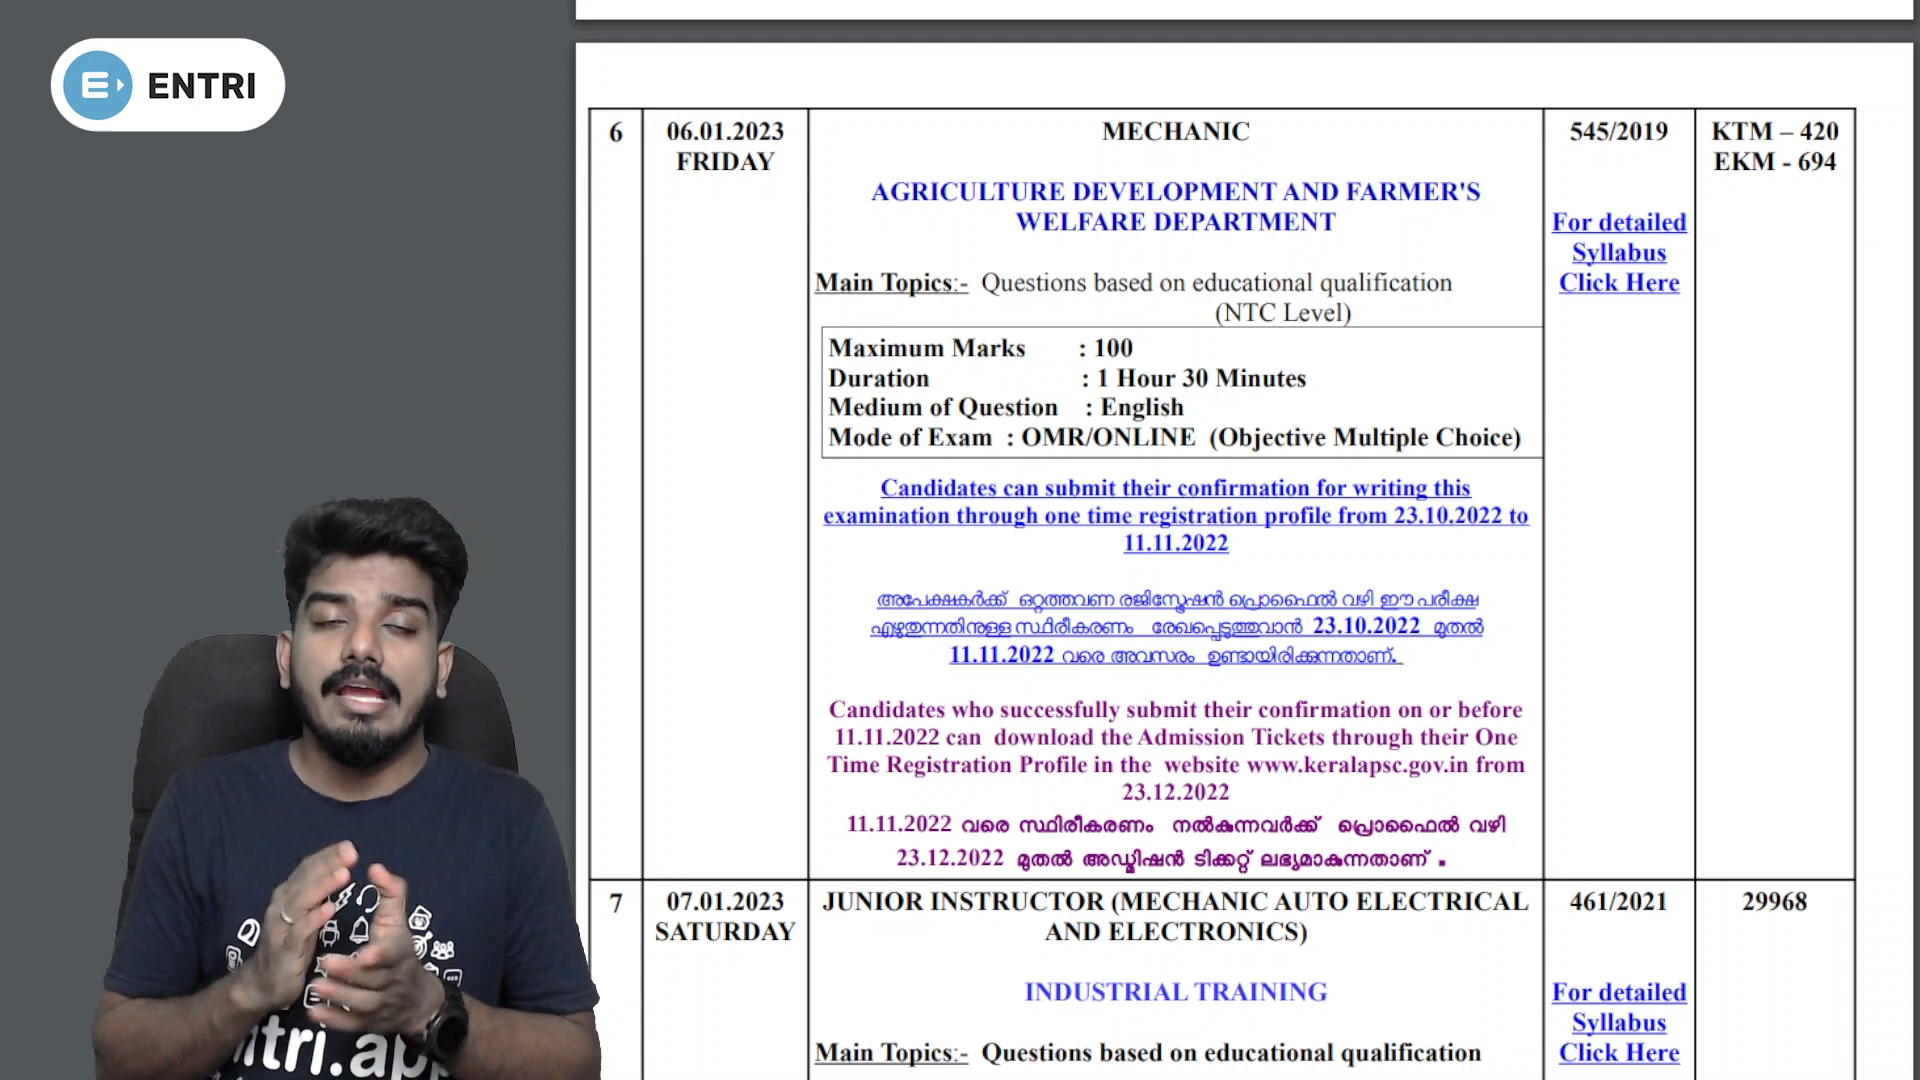 ENTRI
6
06.01.2023
FRIDAY
MECHANIC
AGRICULTURE DEVELOPMENT AND FARMER'S
WELFARE DEPARTMENT
Main Topics:- Questions based on educational qualification
(NTC Level)
Maximum Marks : 100
Duration : 1 Hour 30 Minutes
Medium of Question : English
Mode of Exam : OMR/ONLINE (Objective Multiple Choice)
Candidates can submit their confirmation for writing this
examination through one time registration profile from 23.10.2022 to
11.11.2022
അപേക്ഷകർക്ക് ഒറ്റത്തവണ രജിസ്ട്രേഷൻ പ്രൊഫൈൽ വഴി ഈ പരീക്ഷ
എഴുതുന്നതിനുള്ള സ്ഥിരീകരണം രേഖപ്പെടുത്തുവാൻ 23.10.2022 മുതൽ
11.11.2022 വരെ അവസരം ഉണ്ടായിരിക്കുന്നതാണ്.
Candidates who successfully submit their confirmation on or before
11.11.2022 can download the Admission Tickets through their One
Time Registration Profile in the website www.keralapsc.gov.in from
23.12.2022
11.11.2022 വരെ സ്ഥിരീകരണം നൽകുന്നവർക്ക് പ്രൊഫൈൽ വഴി
23.12.2022 മുതൽ അഡ്മിഷൻ ടിക്കറ്റ് ലഭ്യമാകുന്നതാണ് .
545/2019
For detailed
Syllabus
Click Here
KTM – 420
EKM - 694
7
07.01.2023
SATURDAY
JUNIOR INSTRUCTOR (MECHANIC AUTO ELECTRICAL
AND ELECTRONICS)
INDUSTRIAL TRAINING
Main Topics:- Questions based on educational qualification
461/2021
For detailed
Syllabus
Click Here
29968
ntri.app